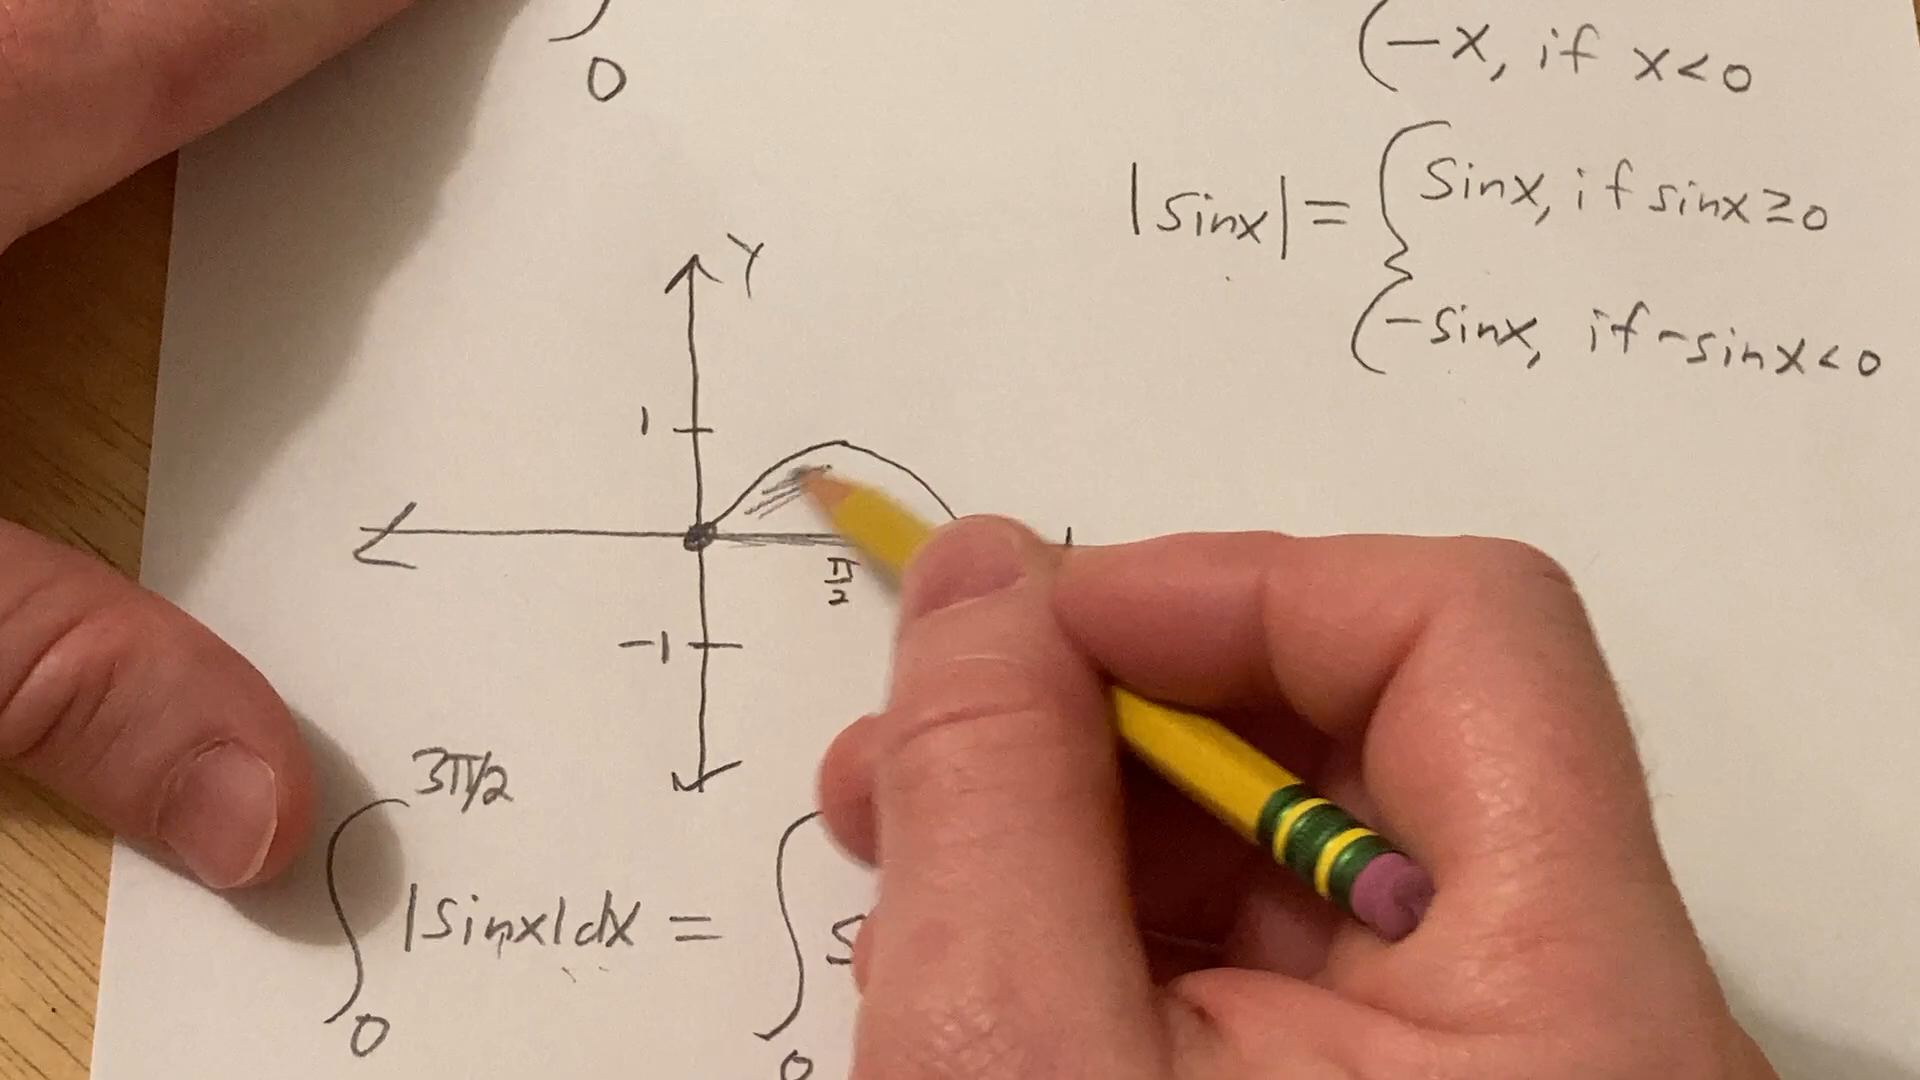 0
-x, if x<0
|sinx| = { sinx, if sinx≥0
-sinx, if -sinx<0
Y
1
π/2
-1
3π/2
∫ |sinx|dx = ∫ s
0 0